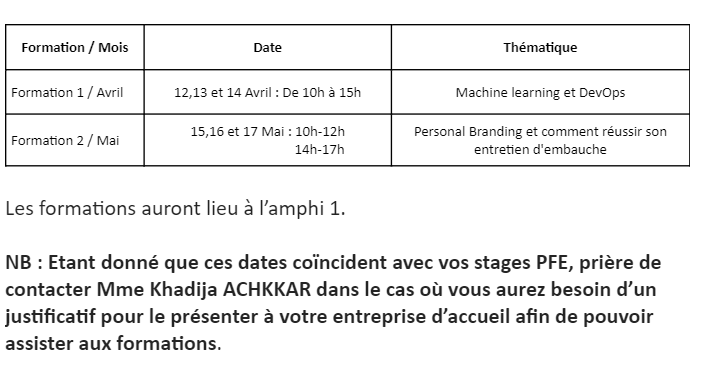 Formation / Mois Date Thématique
Formation 1 / Avril 12,13 et 14 Avril : De 10h à 15h Machine learning et DevOps
Formation 2 / Mai 15,16 et 17 Mai : 10h-12h Personal Branding et comment réussir son
14h-17h entretien d'embauche
Les formations auront lieu à l’amphi 1.
NB : Etant donné que ces dates coïncident avec vos stages PFE, prière de
contacter Mme Khadija ACHKKAR dans le cas où vous aurez besoin d’un
justificatif pour le présenter à votre entreprise d’accueil afin de pouvoir
assister aux formations.